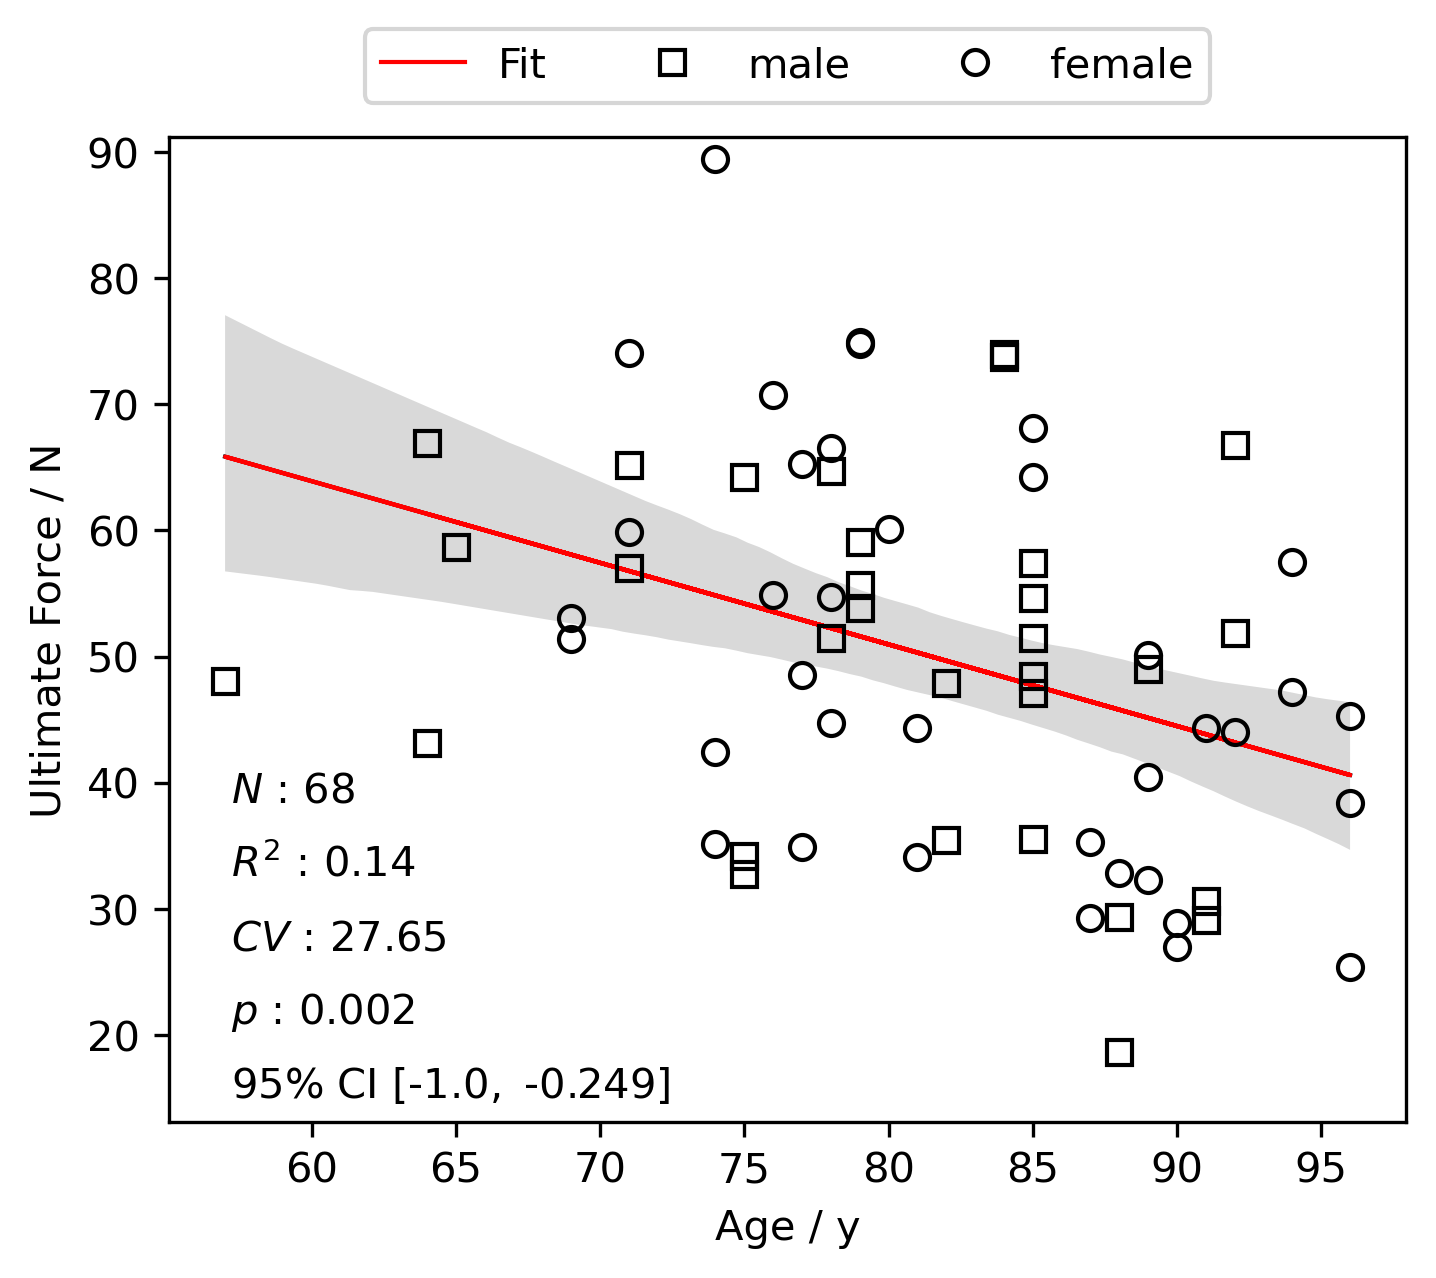 Fit male female
Ultimate Force / N
90
80
70
60
50
40
30
20
N : 68
R² : 0.14
CV : 27.65
p : 0.002
95% CI [-1.0, -0.249]
60 65 70 75 80 85 90 95
Age / y